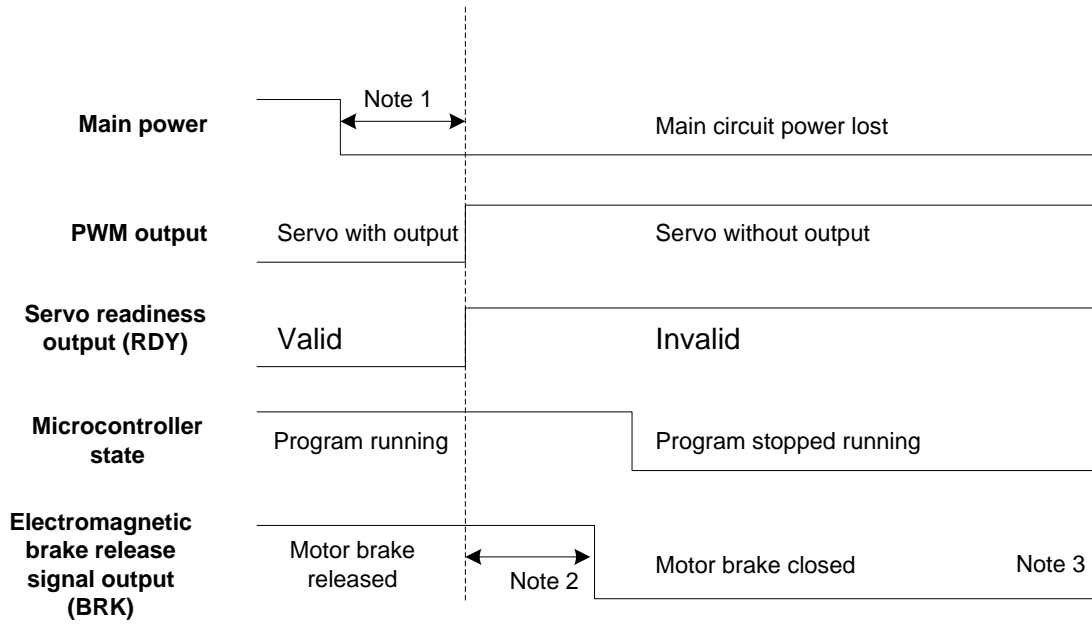 Note 1
Main power
Main circuit power lost
PWM output
Servo with output
Servo without output
Servo readiness
output (RDY)
Valid
Invalid
Microcontroller
state
Program running
Program stopped running
Electromagnetic
brake release
signal output
(BRK)
Motor brake
released
Note 2
Motor brake closed
Note 3